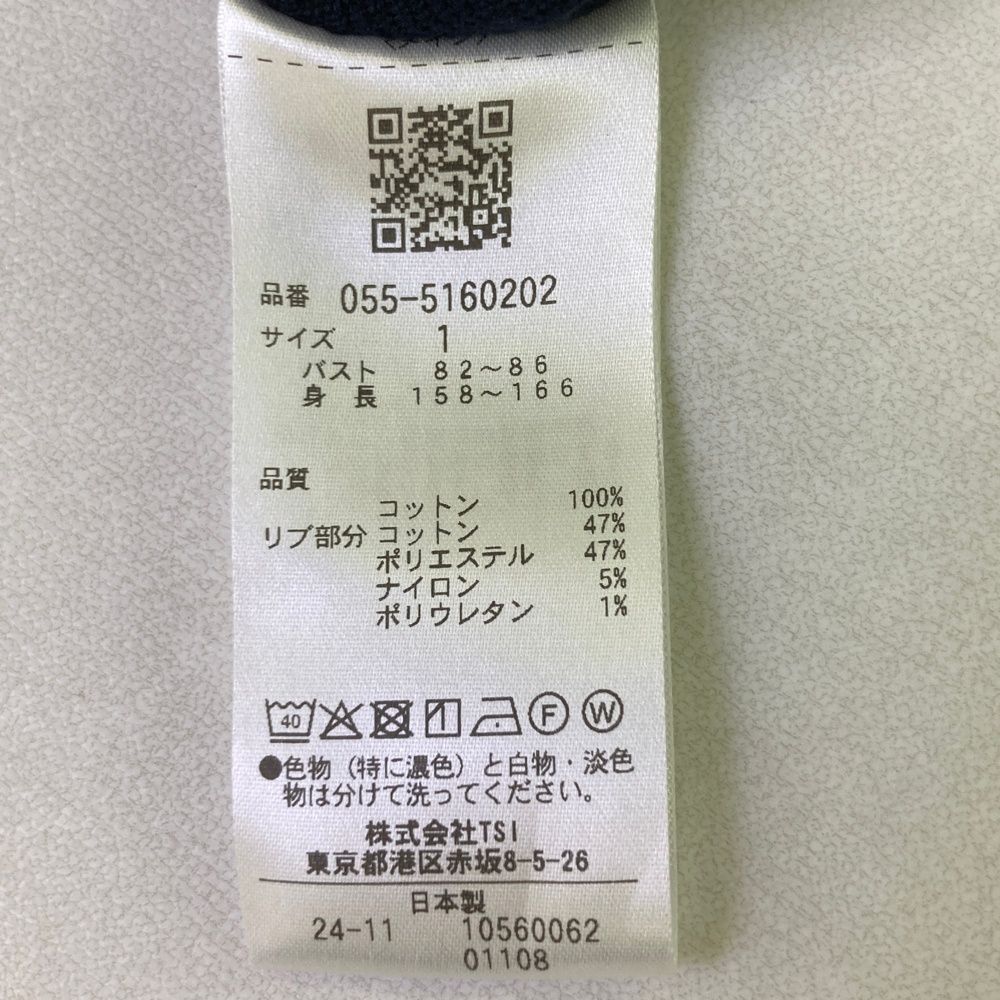 品番 055-5160202
サイズ 1
バスト 82～86
身長 158～166
品質
コットン 100%
リブ部分 コットン 47%
ポリエステル 47%
ナイロン 5%
ポリウレタン 1%
40
F W
●色物（特に濃色）と白物・淡色
物は分けて洗ってください。
株式会社TSI
東京都港区赤坂8-5-26
日本製
24-11 10560062
01108